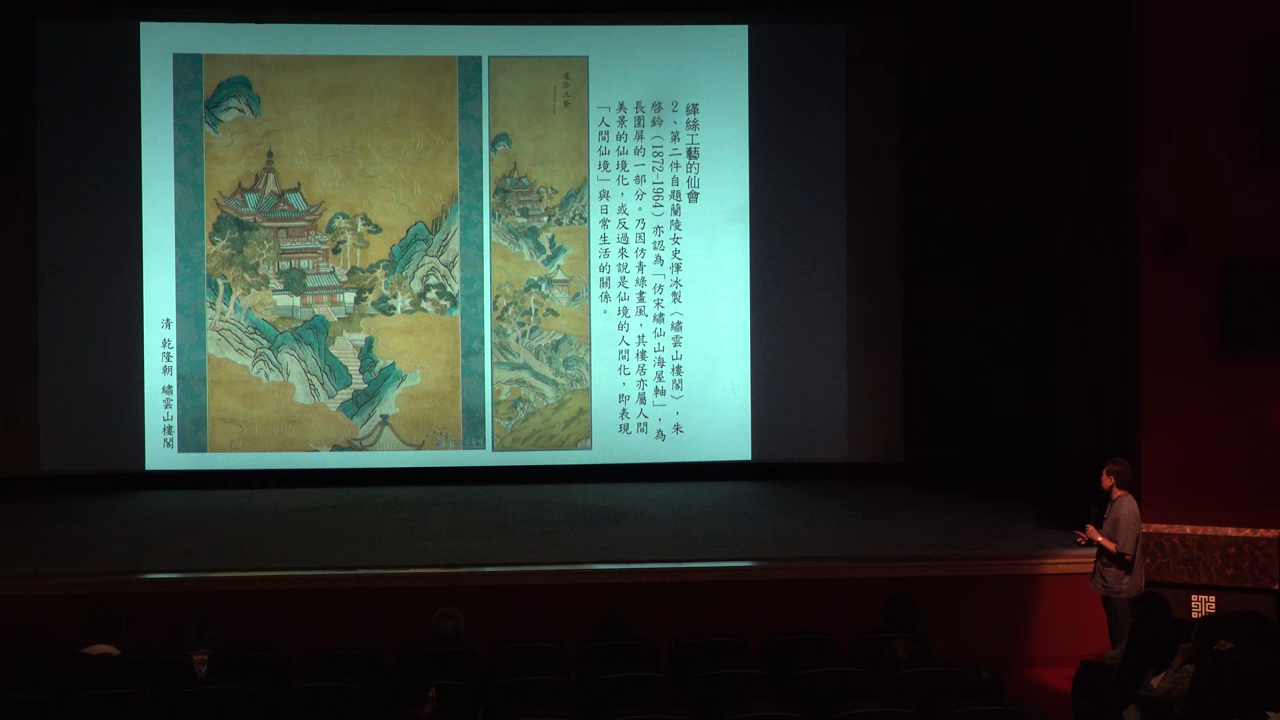 緙絲工藝的仙會
2、第二件自題蘭陵女史惲冰製〈繡雲山樓閣〉，朱
啓鈐（1872-1964）亦認為「仿宋繡仙山海屋軸」，為
長圍屏的一部分。乃因仿青綠畫風，其樓居亦屬人間
美景的仙境化，或反過來說是仙境的人間化，即表現
「人間仙境」與日常生活的關係。
清 乾隆朝 繡雲山樓閣